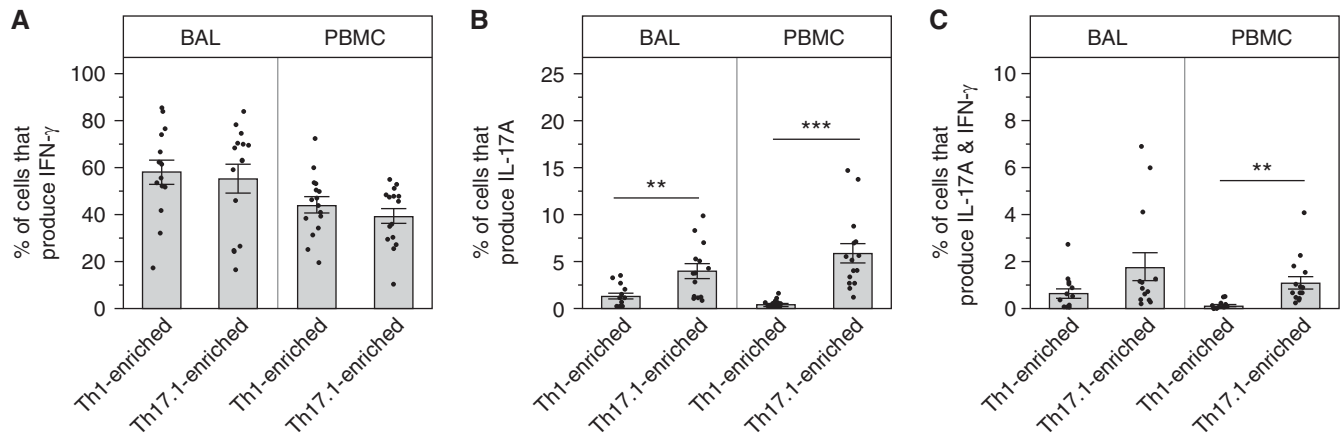 A
BAL PBMC
% of cells that
produce IFN-γ
100
80
60
40
20
0
Th1-enriched
Th17.1-enriched
Th1-enriched
Th17.1-enriched
B
BAL PBMC
% of cells that
produce IL-17A
25
20
15
10
5
0
**
***
Th1-enriched
Th17.1-enriched
Th1-enriched
Th17.1-enriched
C
BAL PBMC
% of cells that
produce IL-17A & IFN-γ
10
8
6
4
2
0
**
Th1-enriched
Th17.1-enriched
Th1-enriched
Th17.1-enriched